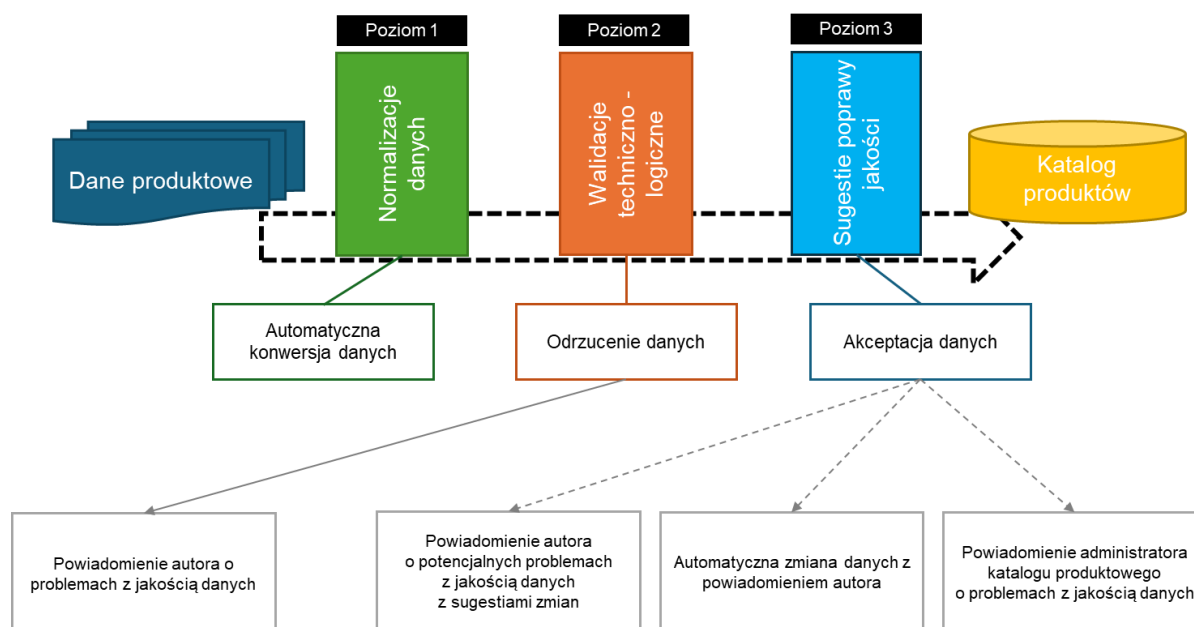 Poziom 1
Poziom 2
Poziom 3
Dane produktowe
Normalizacje
danych
Walidacje
techniczno -
logiczne
Sugestie poprawy
jakości
Katalog
produktów
Automatyczna
konwersja danych
Odrzucenie danych
Akceptacja danych
Powiadomienie autora o
problemach z jakością danych
Powiadomienie autora
o potencjalnych problemach
z jakością danych
z sugestiami zmian
Automatyczna zmiana danych z
powiadomieniem autora
Powiadomienie administratora
katalogu produktowego
o problemach z jakością danych